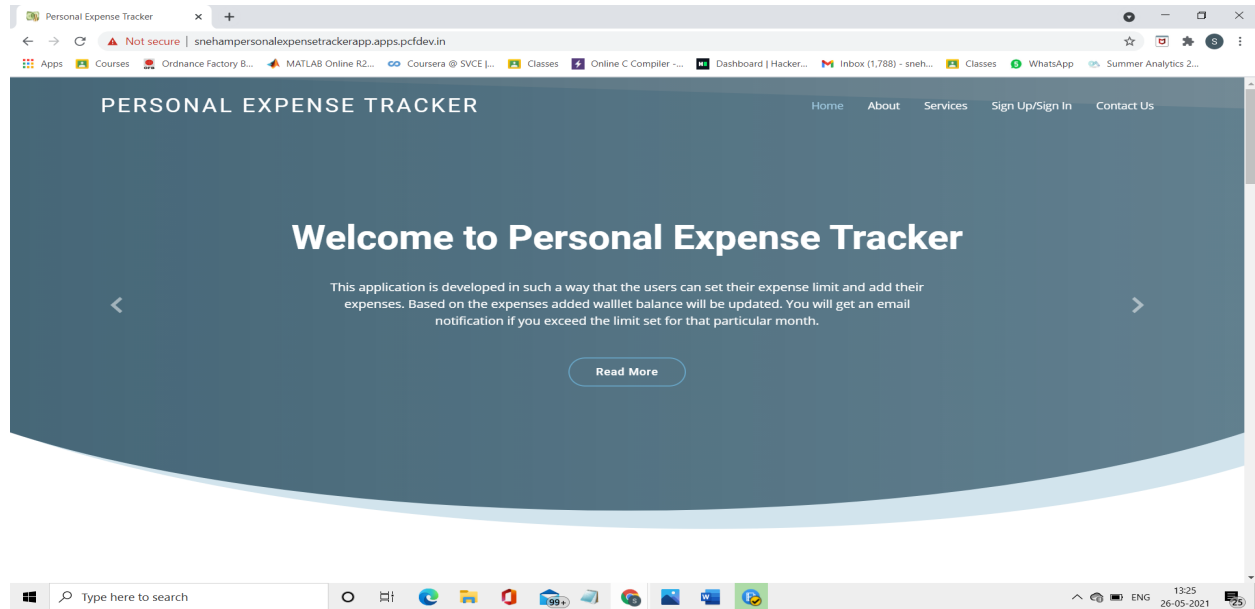 Personal Expense Tracker
Not secure | snehampersonalexpensetrackerapp.apps.pcfdev.in
S
Apps Courses Ordnance Factory B... MATLAB Online R2... Coursera @ SVCE |... Classes Online C Compiler -... Dashboard | Hacker... Inbox (1,788) - sneh... Classes WhatsApp Summer Analytics 2...
PERSONAL EXPENSE TRACKER
Home About Services Sign Up/Sign In Contact Us
Welcome to Personal Expense Tracker
This application is developed in such a way that the users can set their expense limit and add their
expenses. Based on the expenses added walllet balance will be updated. You will get an email
notification if you exceed the limit set for that particular month.
Read More
Type here to search
99+
ENG
13:25
26-05-2021
25